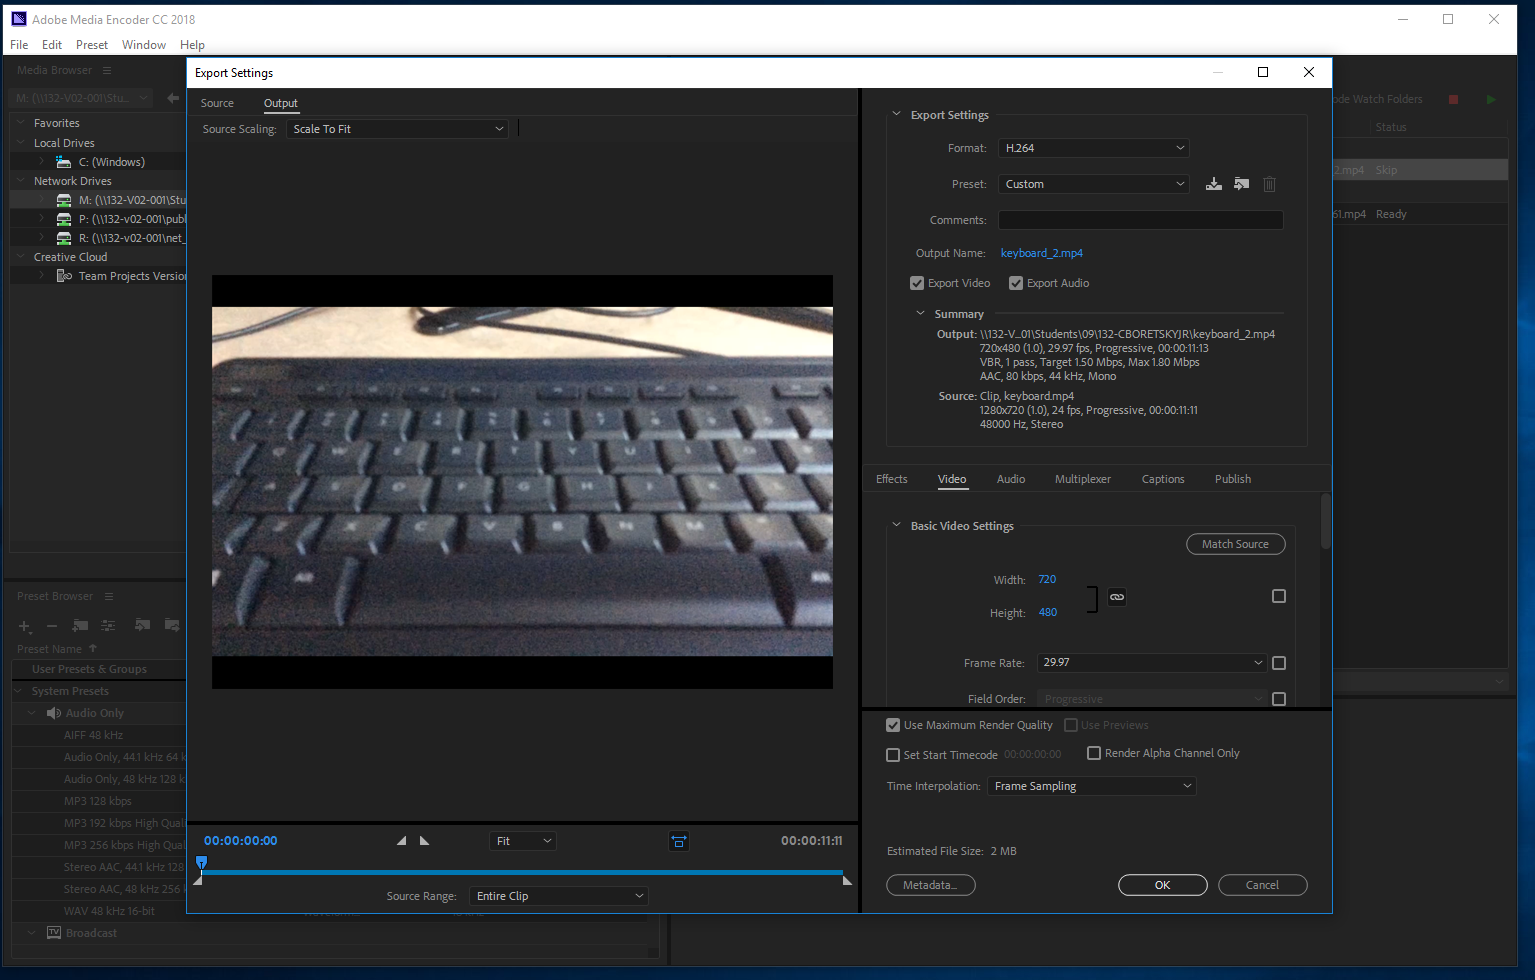 Adobe Media Encoder CC 2018
File Edit Preset Window Help
Media Browser
M: (\\132-V02-001\Stu...
Favorites
Local Drives
C: (Windows)
Network Drives
M: (\\132-V02-001\Stu
P: (\\132-v02-001\publ
R: (\\132-v02-001\net_
Creative Cloud
Team Projects Version
Preset Browser
Preset Name
User Presets & Groups
System Presets
Audio Only
AIFF 48 kHz
Audio Only, 44.1 kHz 64 k
Audio Only, 48 kHz 128 k
MP3 128 kbps
MP3 192 kbps High Quali
MP3 256 kbps High Qual
Stereo AAC, 44.1 kHz 128
Stereo AAC, 48 kHz 256 k
WAV 48 kHz 16-bit
Broadcast
Export Settings
Source Output
Source Scaling: Scale To Fit
00:00:00:00 Fit 00:00:11:11
Source Range: Entire Clip
Export Settings
Format: H.264
Preset: Custom
Comments:
Output Name: keyboard_2.mp4
Export Video Export Audio
Summary
Output: \\132-V...01\Students\09\132-CBORETSKYJR\keyboard_2.mp4
720x480 (1.0), 29.97 fps, Progressive, 00:00:11:13
VBR, 1 pass, Target 1.50 Mbps, Max 1.80 Mbps
AAC, 80 kbps, 44 kHz, Mono
Source: Clip, keyboard.mp4
1280x720 (1.0), 24 fps, Progressive, 00:00:11:11
48000 Hz, Stereo
Effects Video Audio Multiplexer Captions Publish
Basic Video Settings
Match Source
Width: 720
Height: 480
Frame Rate: 29.97
Field Order: Progressive
Use Maximum Render Quality Use Previews
Set Start Timecode 00:00:00:00 Render Alpha Channel Only
Time Interpolation: Frame Sampling
Estimated File Size: 2 MB
Metadata... OK Cancel
ode Watch Folders
Status
2.mp4 Skip
61.mp4 Ready